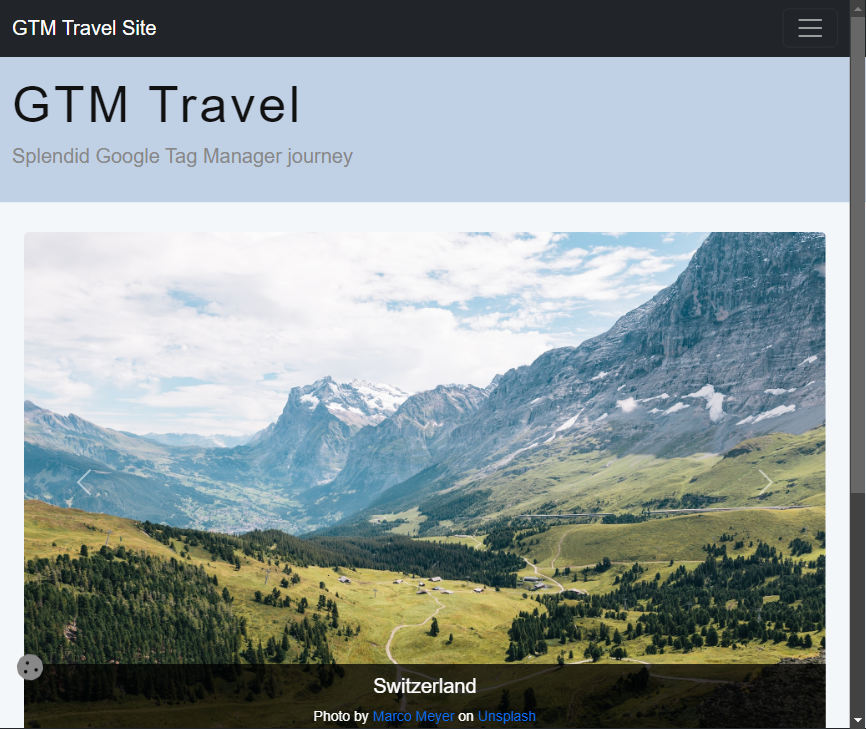 GTM Travel Site
GTM Travel
Splendid Google Tag Manager journey
Switzerland
Photo by Marco Meyer on Unsplash